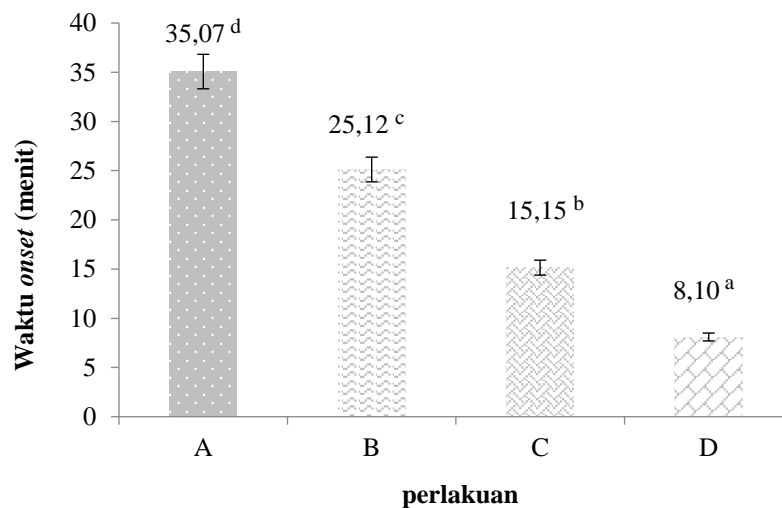 Waktu onset (menit)
40
35
30
25
20
15
10
5
0
35,07 d
25,12 c
15,15 b
8,10 a
A B C D
perlakuan